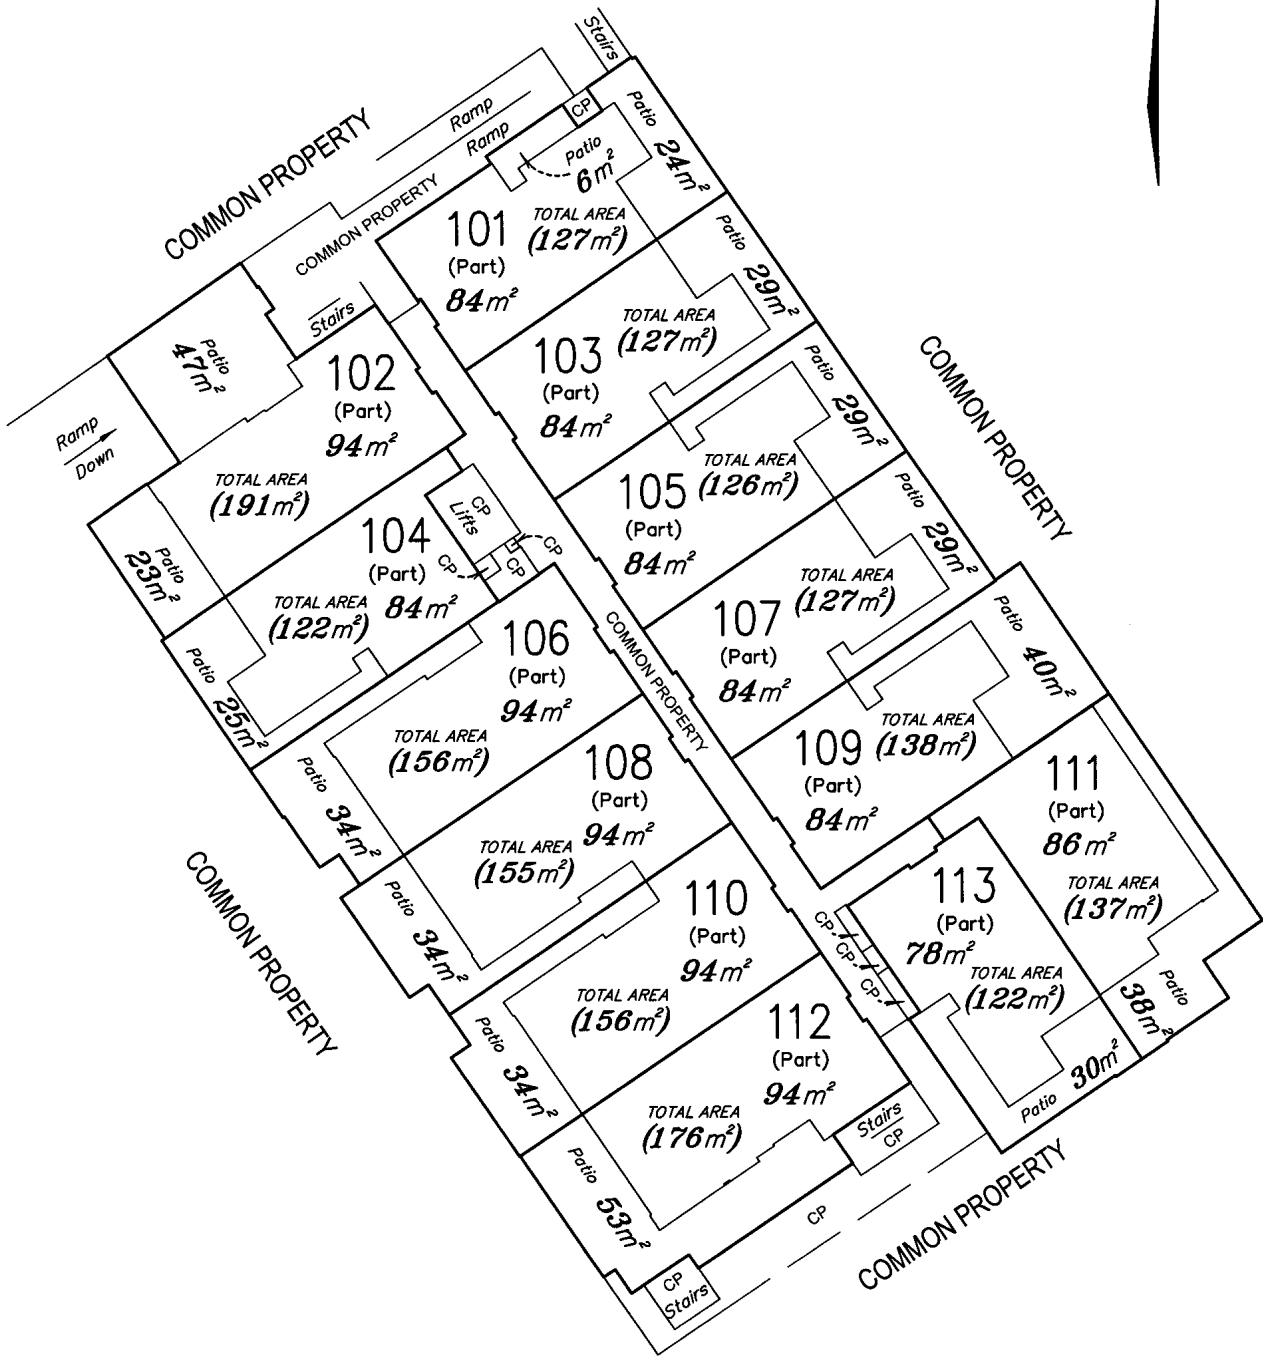 Stairs
COMMON PROPERTY
Ramp
Ramp
CP
Patio
24m²
Patio
6m²
COMMON PROPERTY
101
(Part)
84m²
TOTAL AREA
(127m²)
Patio
29m²
Stairs
Patio
47m²
102
(Part)
94m²
TOTAL AREA
(191m²)
Ramp
Down
103
(Part)
84m²
TOTAL AREA
(127m²)
Patio
29m²
COMMON PROPERTY
105
(Part)
84m²
TOTAL AREA
(126m²)
Patio
29m²
Patio
23m²
104
(Part)
84m²
TOTAL AREA
(122m²)
CP
Lifts
CP
CP
CP
Patio
25m²
106
(Part)
94m²
TOTAL AREA
(156m²)
COMMON PROPERTY
107
(Part)
84m²
TOTAL AREA
(127m²)
Patio
40m²
Patio
34m²
108
(Part)
94m²
TOTAL AREA
(155m²)
109
(Part)
84m²
TOTAL AREA
(138m²)
111
(Part)
86m²
TOTAL AREA
(137m²)
COMMON PROPERTY
Patio
34m²
110
(Part)
94m²
TOTAL AREA
(156m²)
CP
CP
CP
113
(Part)
78m²
TOTAL AREA
(122m²)
Patio
38m²
Patio
34m²
112
(Part)
94m²
TOTAL AREA
(176m²)
Stairs
CP
Patio
30m²
Patio
53m²
CP
COMMON PROPERTY
CP
Stairs